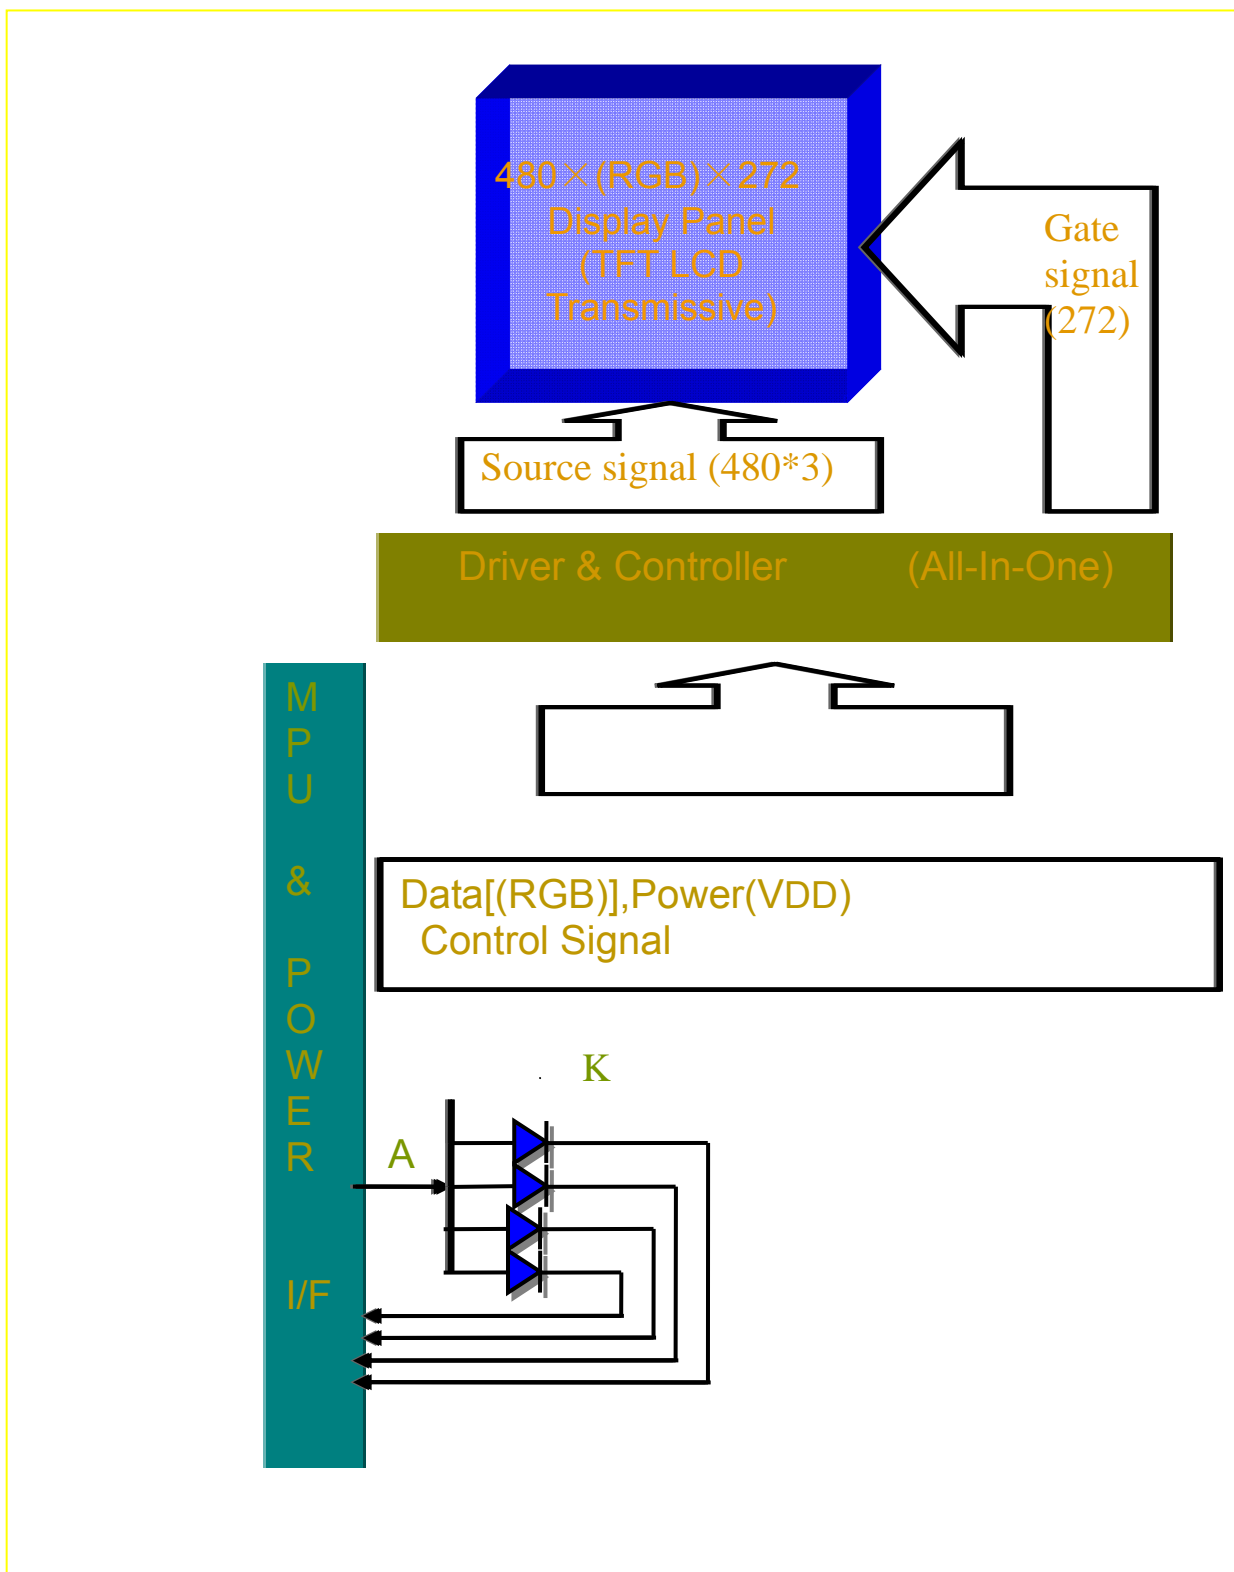 480×(RGB)×272
Display Panel
(TFT LCD
Transmissive)
Gate
signal
(272)
Source signal (480*3)
Driver & Controller (All-In-One)
M
P
U
&
P
O
W
E
R
I/F
Data[(RGB)],Power(VDD)
Control Signal
K
A